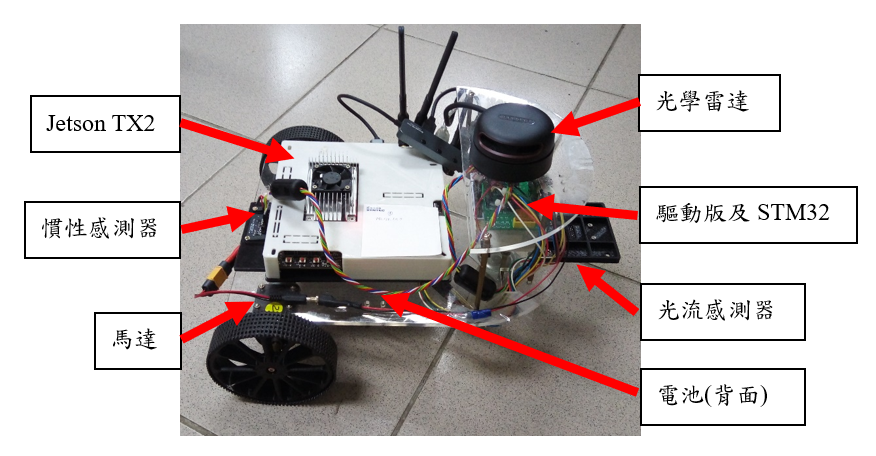 Jetson TX2
慣性感測器
馬達
光學雷達
驅動版及 STM32
光流感測器
電池(背面)